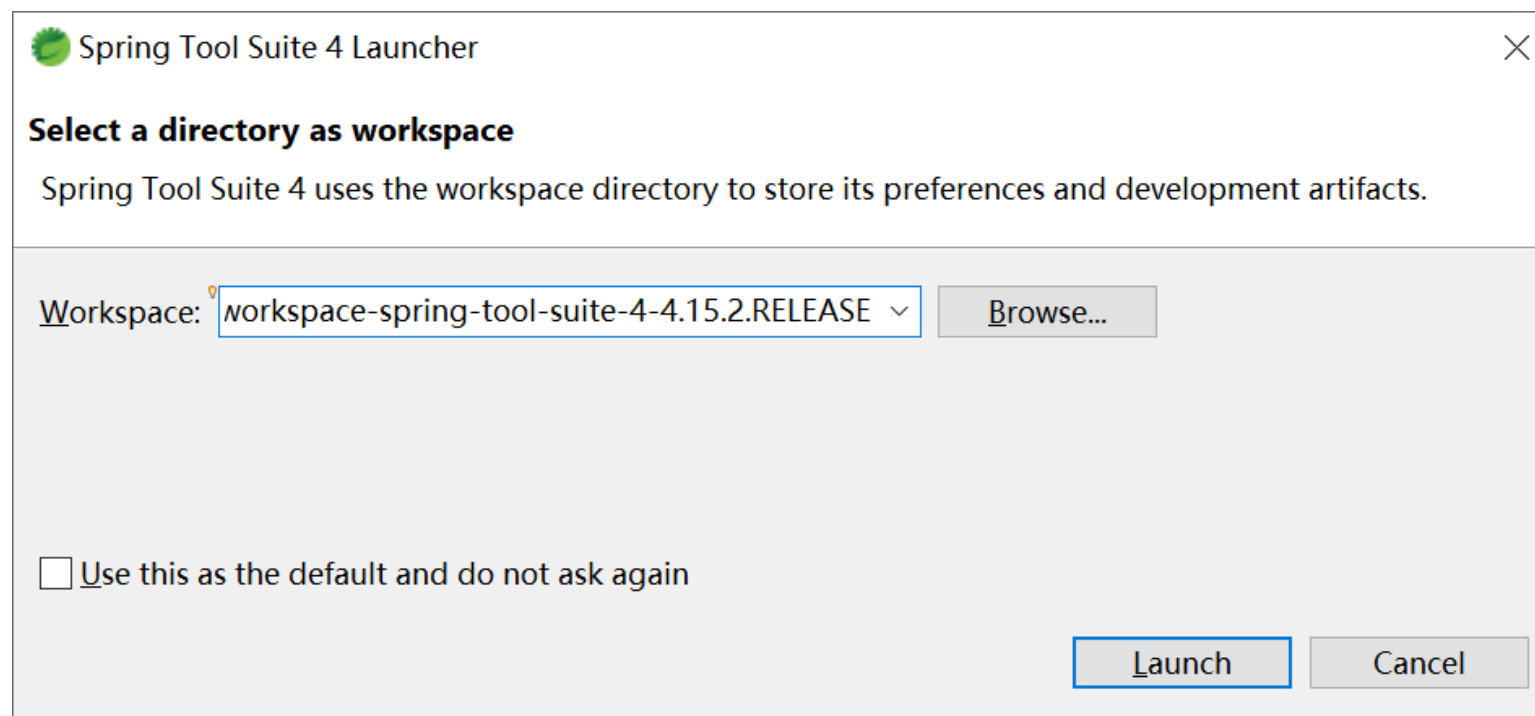 Spring Tool Suite 4 Launcher
Select a directory as workspace
Spring Tool Suite 4 uses the workspace directory to store its preferences and development artifacts.
Workspace: workspace-spring-tool-suite-4-4.15.2.RELEASE Browse...
Use this as the default and do not ask again
Launch Cancel